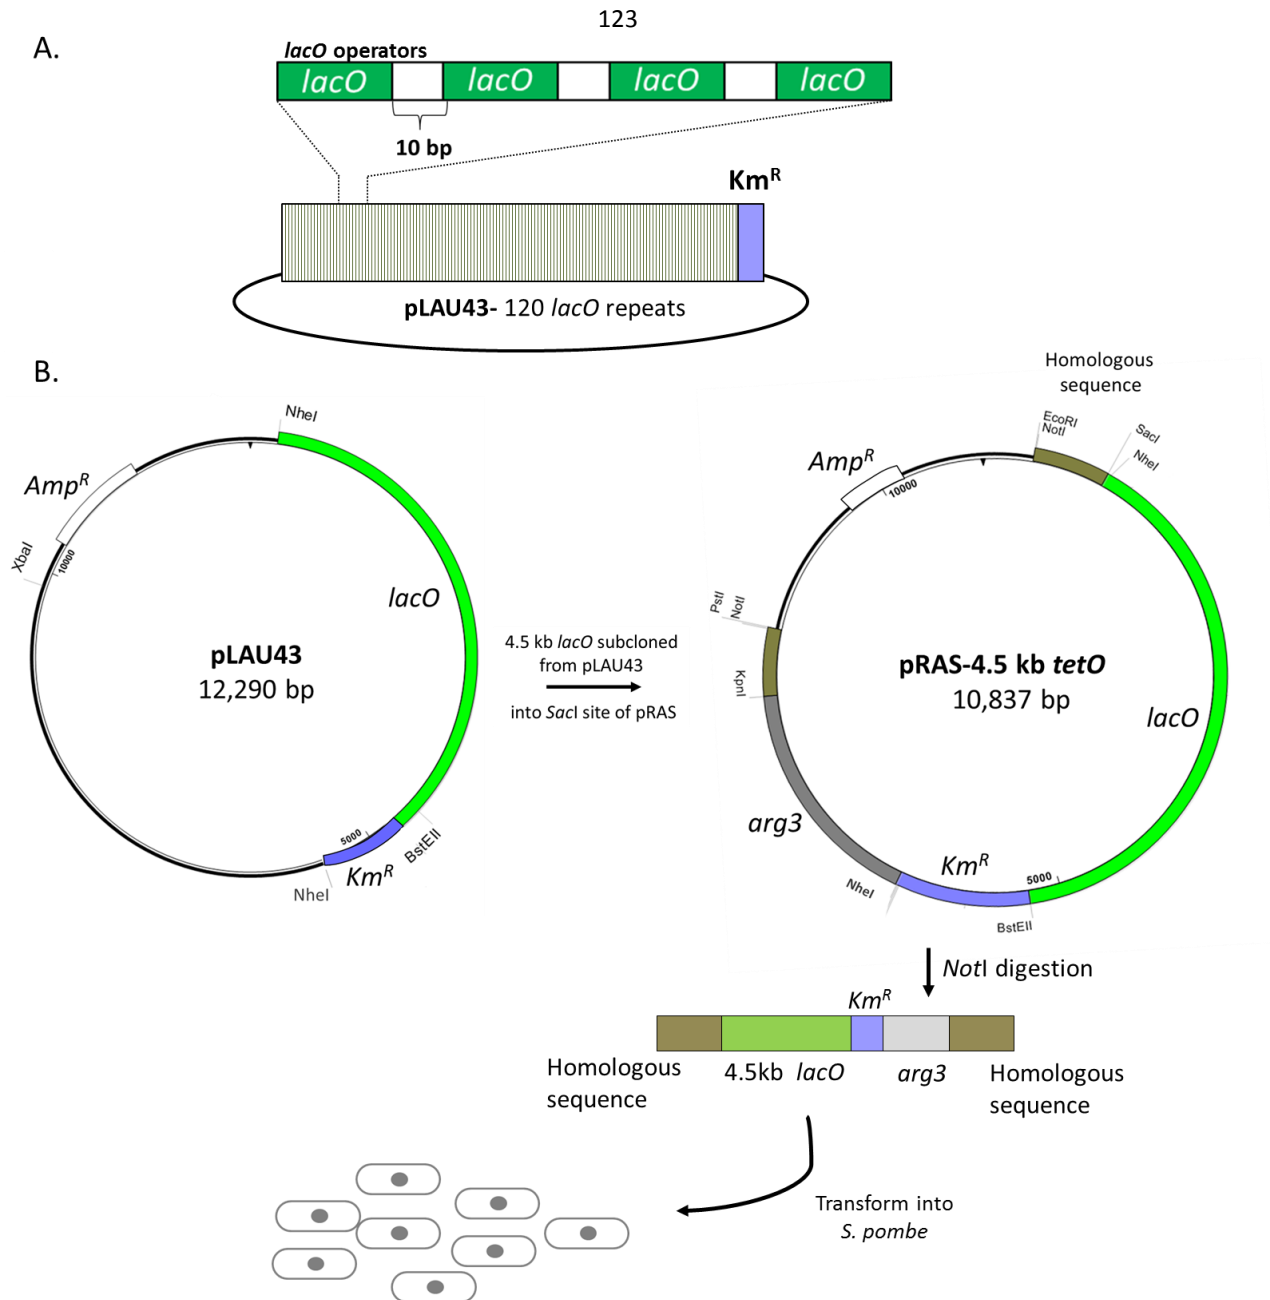 123
A.
lacO operators
lacO lacO lacO lacO
10 bp
KmR
pLAU43- 120 lacO repeats
B.
NheI
AmpR
XbaI
10000
lacO
pLAU43
12,290 bp
5000
BstEII
KmR
NheI
4.5 kb lacO subcloned
from pLAU43
into SacI site of pRAS
Homologous
sequence
EcoRI
NotI
SacI
NheI
AmpR
10000
PstI
NotI
KpnI
pRAS-4.5 kb tetO
10,837 bp
lacO
arg3
KmR
NheI
5000
BstEII
NotI digestion
KmR
Homologous
sequence
4.5kb lacO
arg3
Homologous
sequence
Transform into
S. pombe